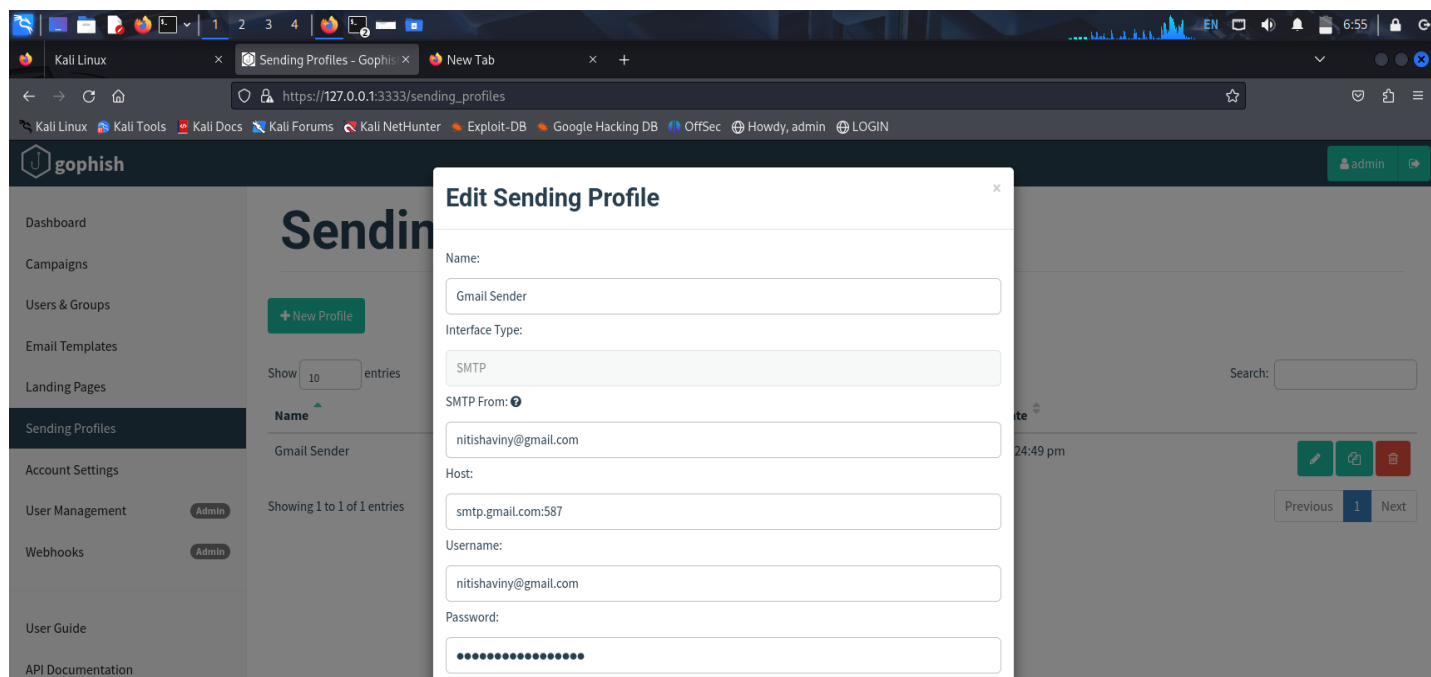 1 2 3 4 2 EN 6:55
Kali Linux × Sending Profiles - Gophis × New Tab × +
https://127.0.0.1:3333/sending_profiles
Kali Linux Kali Tools Kali Docs Kali Forums Kali NetHunter Exploit-DB Google Hacking DB OffSec Howdy, admin LOGIN
gophish admin
Edit Sending Profile ×
Dashboard
Sendin
Campaigns
Name:
Users & Groups
Gmail Sender
+ New Profile
Interface Type:
Email Templates
SMTP
Show 10 entries Search:
Landing Pages
SMTP From:
Name te
Sending Profiles
nitishaviny@gmail.com
Gmail Sender 24:49 pm
Account Settings
Host:
User Management Admin
Showing 1 to 1 of 1 entries
smtp.gmail.com:587
Previous 1 Next
Username:
Webhooks Admin
nitishaviny@gmail.com
Password:
User Guide
•••••••••••••••••
API Documentation